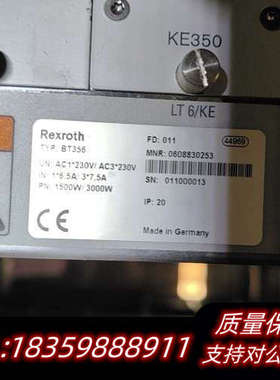 KE350
LT 6/KE
Rexroth
FD: 011
44969
TYP: BT356
MNR: 0608830253
UN: AC1*230V/ AC3*230V
IN: 1*6,5A/ 3*7,5A
SN: 011000013
PN: 1500W/ 3000W
IP: 20
CE
Made in Germany
质量保
:18359888911
支持对公